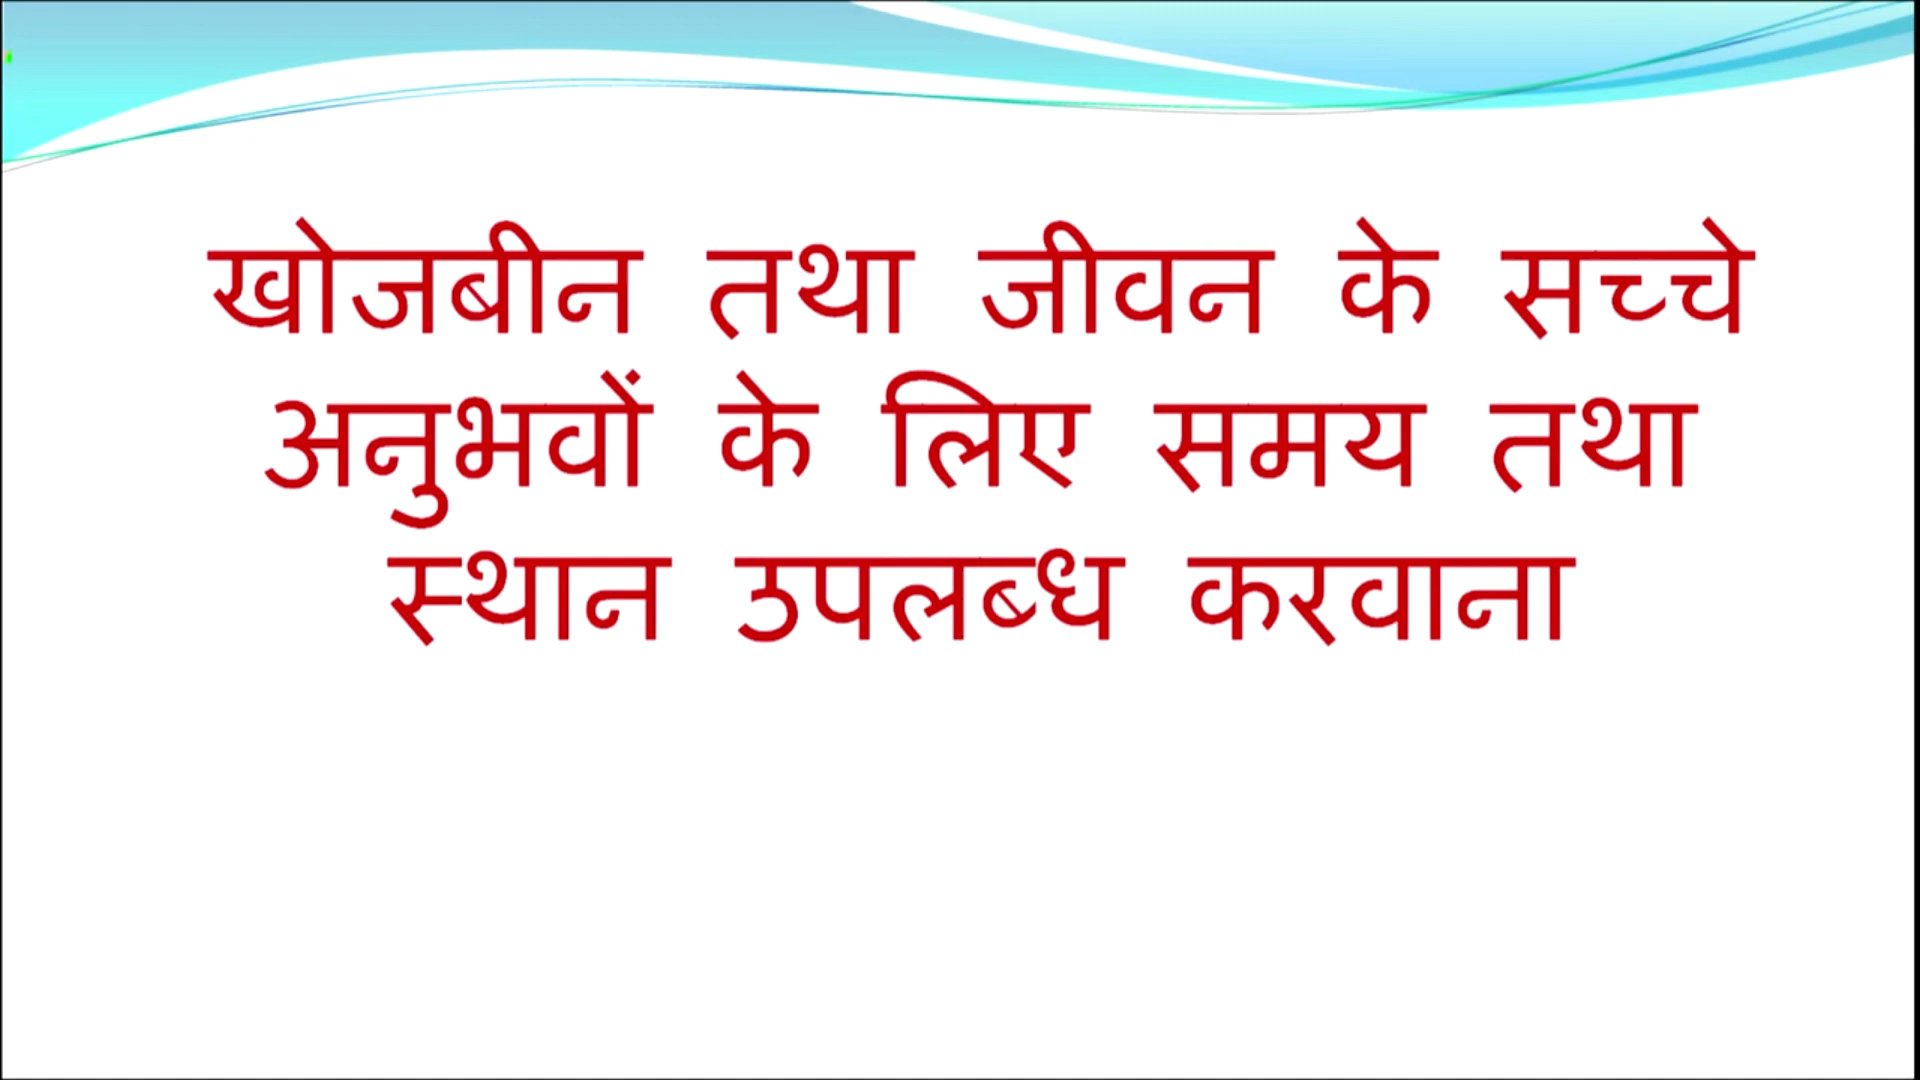 खोजबीन तथा जीवन के सच्चे
अनुभवों के लिए समय तथा
स्थान उपलब्ध करवाना